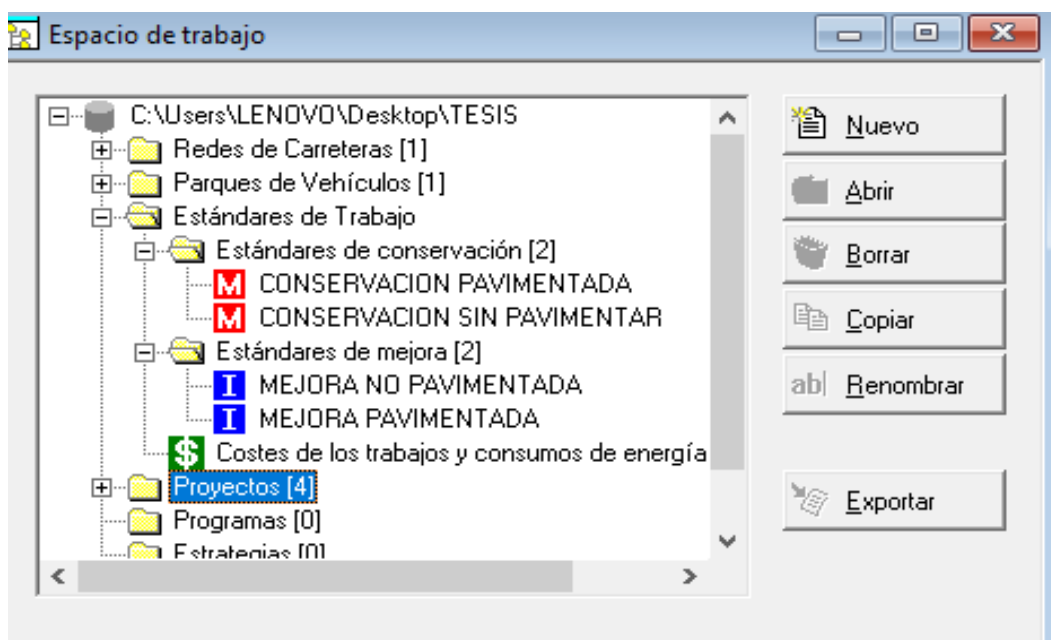 Espacio de trabajo
C:\Users\LENOVO\Desktop\TESIS
Redes de Carreteras [1]
Parques de Vehículos [1]
Estándares de Trabajo
Estándares de conservación [2]
M CONSERVACION PAVIMENTADA
M CONSERVACION SIN PAVIMENTAR
Estándares de mejora [2]
I MEJORA NO PAVIMENTADA
I MEJORA PAVIMENTADA
$ Costes de los trabajos y consumos de energía
Proyectos [4]
Programas [0]
Estrategias [0]
Nuevo
Abrir
Borrar
Copiar
ab Renombrar
Exportar